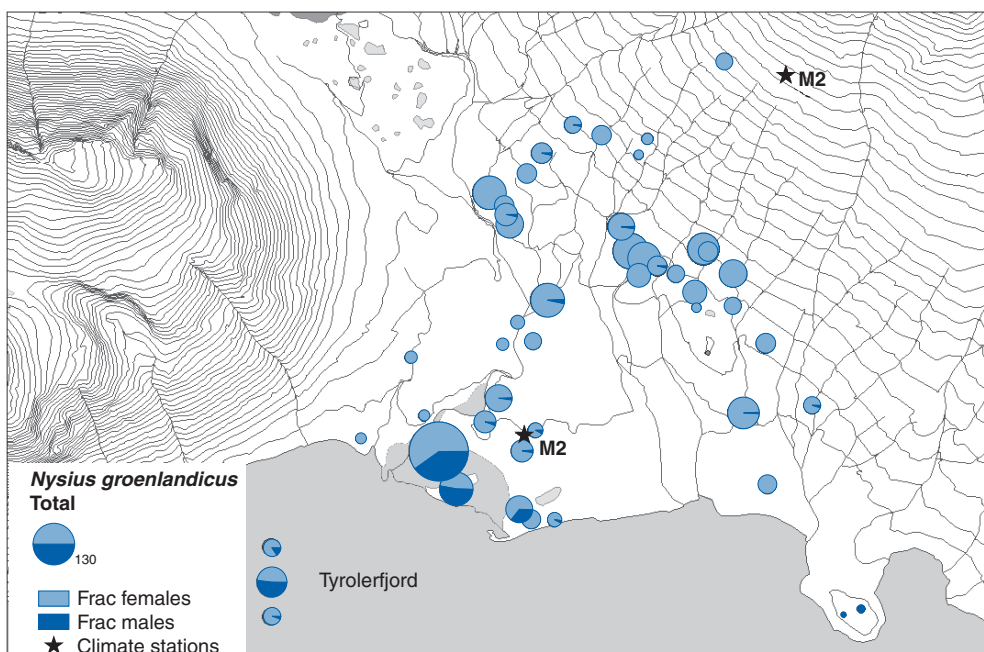 M2
M2
Nysius groenlandicus
Total
130
Tyrolerfjord
Frac females
Frac males
Climate stations